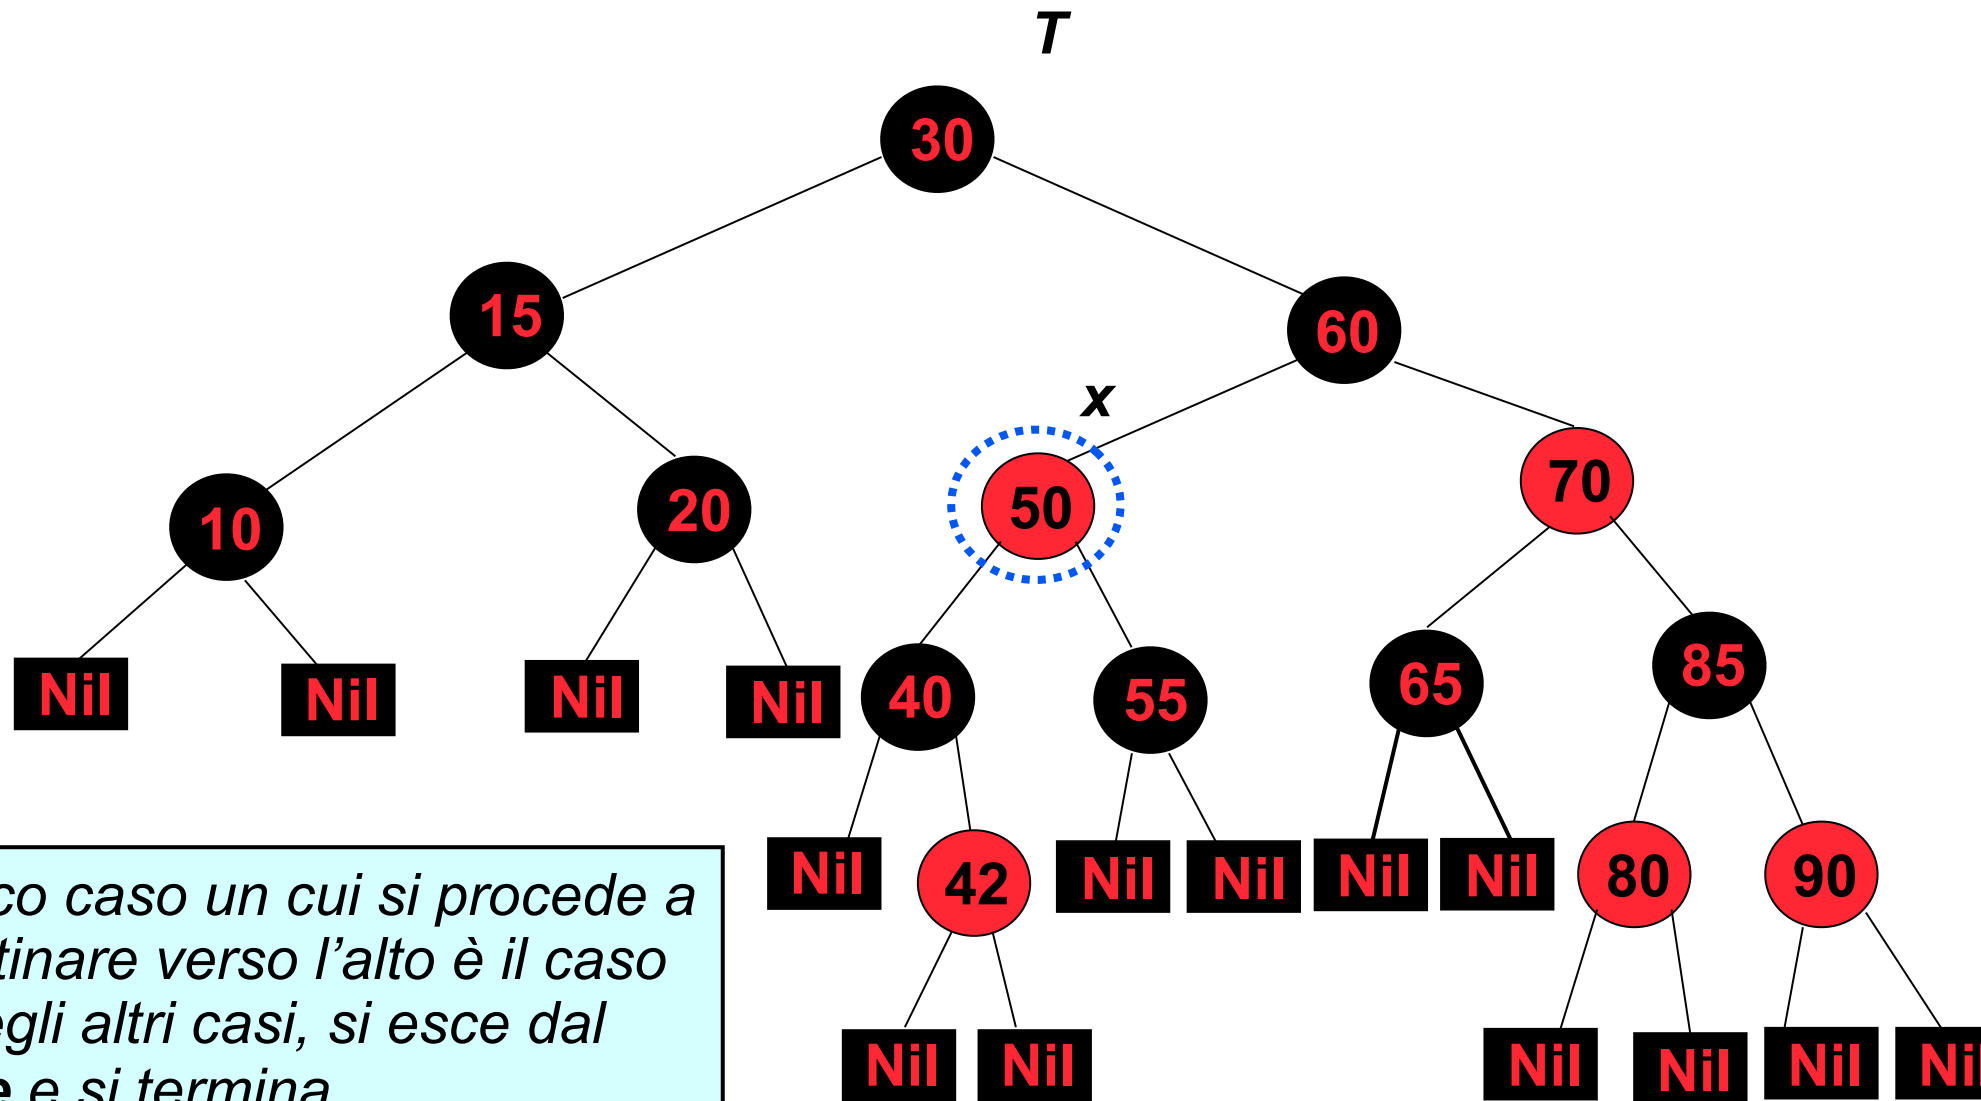 T
30
15
60
x
50
70
10
20
40
55
65
85
Nil
Nil
Nil
Nil
Nil
42
Nil
Nil
Nil
Nil
80
90
co caso un cui si procede a
tinare verso l’alto è il caso
egli altri casi, si esce dal
e e si termina
Nil
Nil
Nil
Nil
Nil